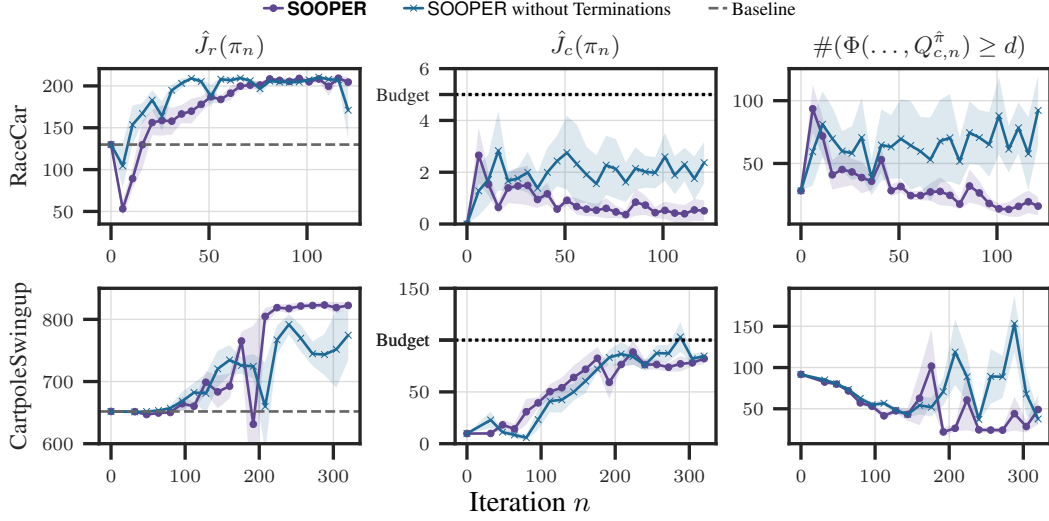 SOOPER SOOPER without Terminations Baseline
Ĵ_r(π_n) Ĵ_c(π_n) #(Φ(…, Q^π̂_{c,n}) ≥ d)
RaceCar
200
150
100
50
0 50 100
6
Budget
4
2
0
0 50 100
100
50
0 50 100
CartpoleSwingup
800
700
600
0 100 200 300
150
Budget
50
0
0 100 200 300
150
100
50
0 100 200 300
Iteration n